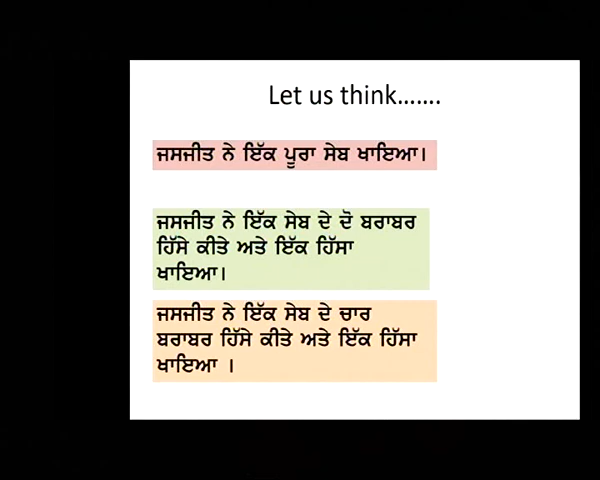 Let us think.......
ਜਸਜੀਤ ਨੇ ਇੱਕ ਪੂਰਾ ਸੇਬ ਖਾਇਆ।
ਜਸਜੀਤ ਨੇ ਇੱਕ ਸੇਬ ਦੇ ਦੋ ਬਰਾਬਰ
ਹਿੱਸੇ ਕੀਤੇ ਅਤੇ ਇੱਕ ਹਿੱਸਾ
ਖਾਇਆ।
ਜਸਜੀਤ ਨੇ ਇੱਕ ਸੇਬ ਦੇ ਚਾਰ
ਬਰਾਬਰ ਹਿੱਸੇ ਕੀਤੇ ਅਤੇ ਇੱਕ ਹਿੱਸਾ
ਖਾਇਆ ।